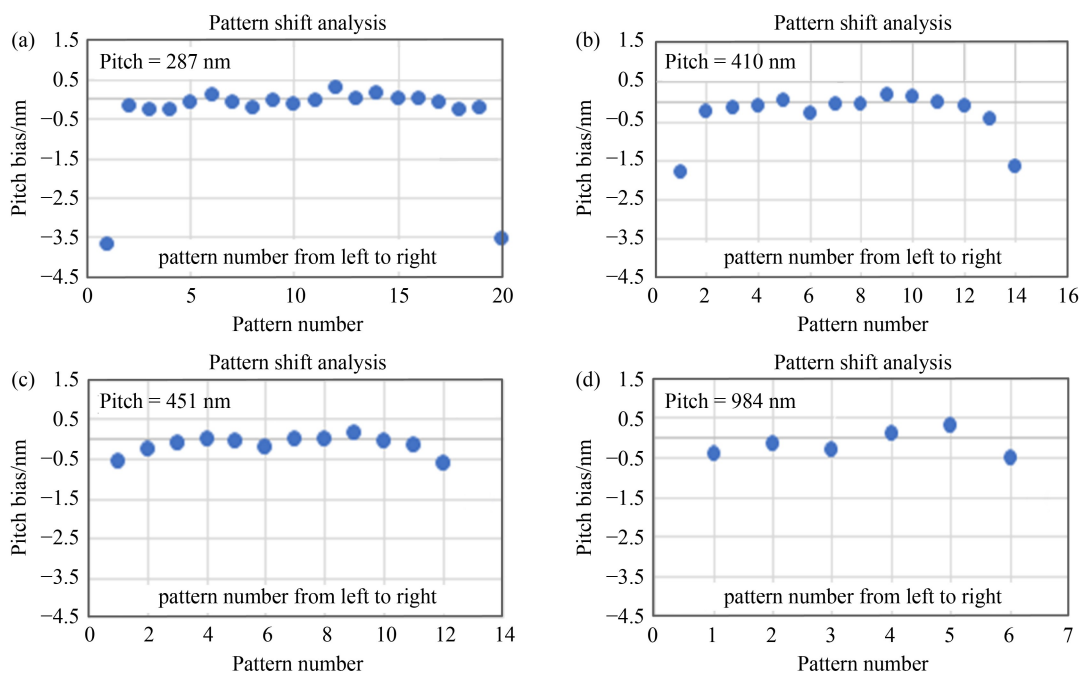 (a)
Pattern shift analysis
Pitch = 287 nm
1.5
0.5
−0.5
−1.5
−2.5
−3.5
−4.5
Pitch bias/nm
pattern number from left to right
0 5 10 15 20
Pattern number
(b)
Pattern shift analysis
Pitch = 410 nm
1.5
0.5
−0.5
−1.5
−2.5
−3.5
−4.5
Pitch bias/nm
pattern number from left to right
0 2 4 6 8 10 12 14 16
Pattern number
(c)
Pattern shift analysis
Pitch = 451 nm
1.5
0.5
−0.5
−1.5
−2.5
−3.5
−4.5
Pitch bias/nm
pattern number from left to right
0 2 4 6 8 10 12 14
Pattern number
(d)
Pattern shift analysis
Pitch = 984 nm
1.5
0.5
−0.5
−1.5
−2.5
−3.5
−4.5
Pitch bias/nm
pattern number from left to right
0 1 2 3 4 5 6 7
Pattern number